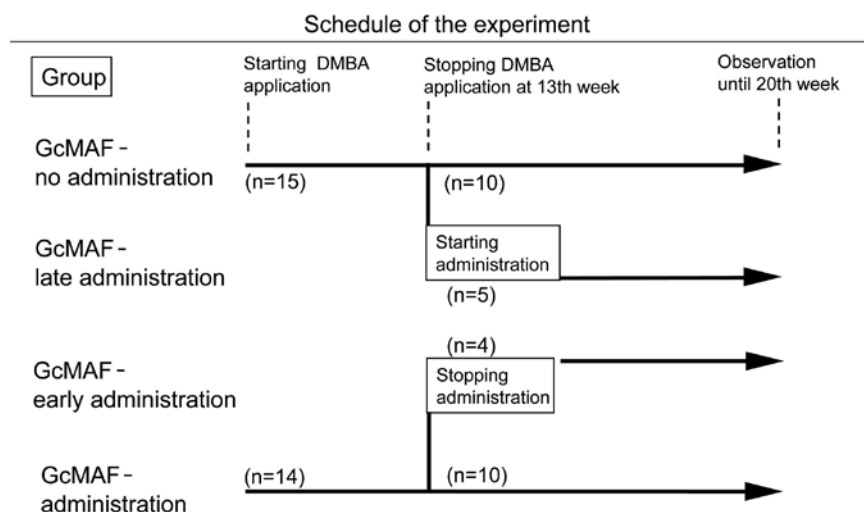 Schedule of the experiment
Group
Starting DMBA
application
Stopping DMBA
application at 13th week
Observation
until 20th week
GcMAF -
no administration
(n=15)
(n=10)
GcMAF -
late administration
Starting
administration
(n=5)
(n=4)
GcMAF -
early administration
Stopping
administration
GcMAF -
administration
(n=14)
(n=10)